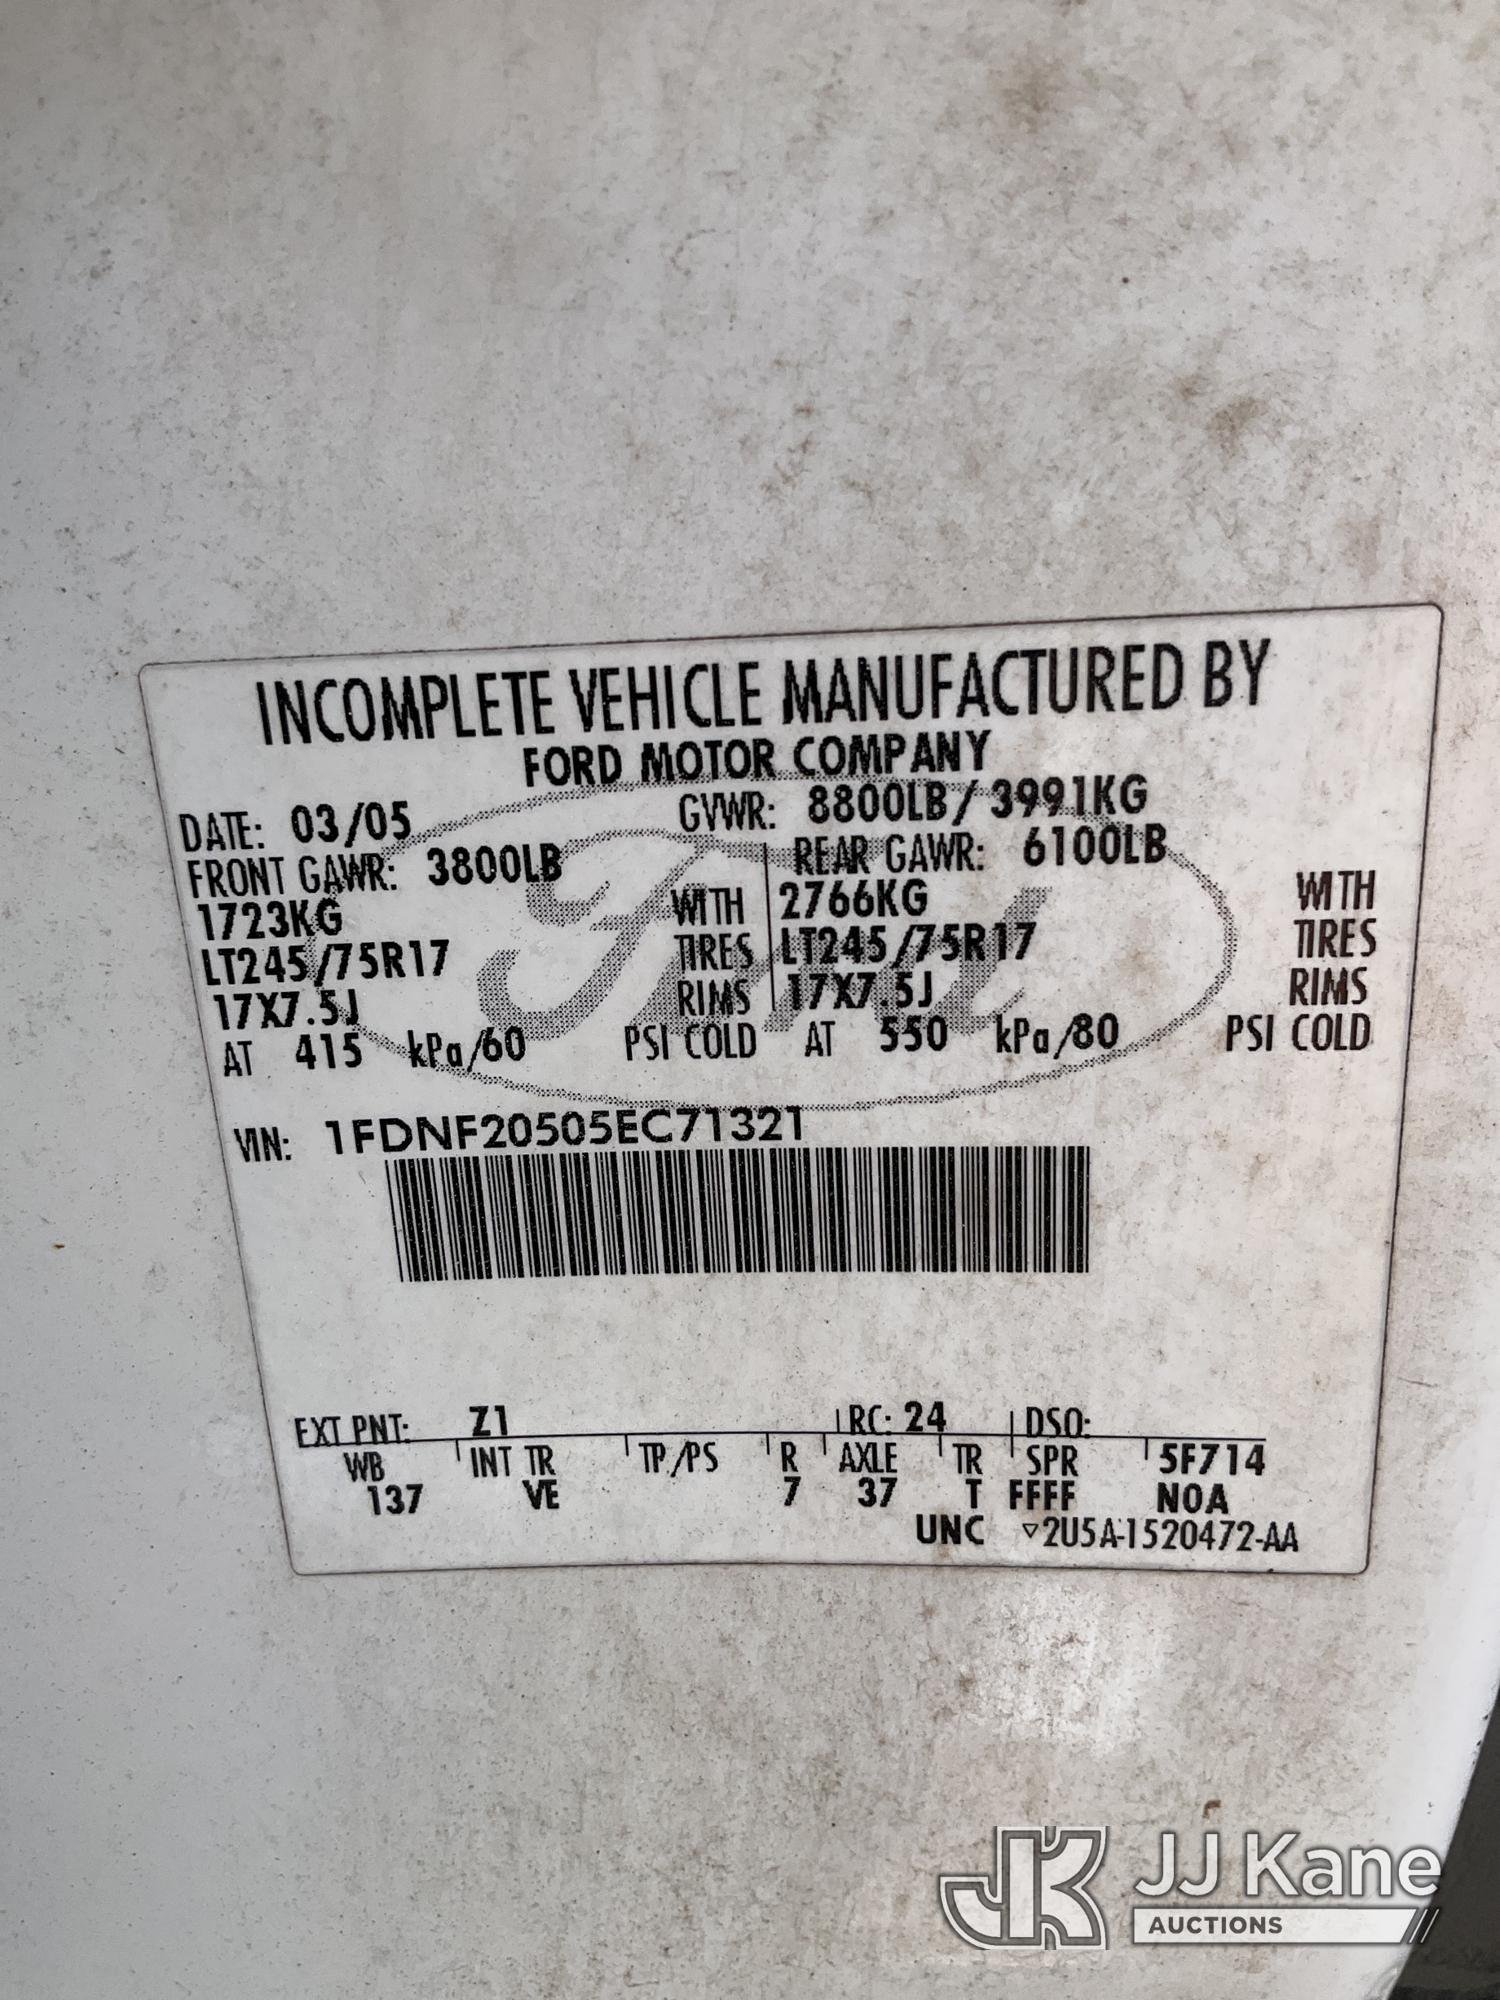 INCOMPLETE VEHICLE MANUFACTURED BY
FORD MOTOR COMPANY
DATE: 03/05 GVWR: 8800LB / 3991KG
FRONT GAWR: 3800LB REAR GAWR: 6100LB
1723KG WITH 2766KG WITH
LT245/75R17 TIRES LT245/75R17 TIRES
17X7.5J RIMS 17X7.5J RIMS
AT 415 kPa/60 PSI COLD AT 550 kPa/80 PSI COLD
VIN: 1FDNF20505EC71321
EXT PNT: Z1 RC: 24 DSO:
WB INT TR TP/PS R AXLE TR SPR 5F714
137 VE 7 37 T FFFF N0A
UNC ▿2U5A-1520472-AA
JK JJ Kane
AUCTIONS